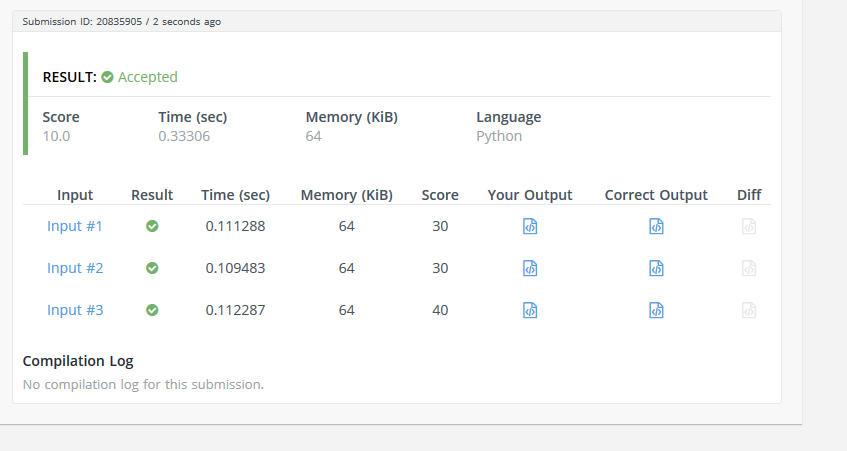 Submission ID: 20835905 / 2 seconds ago
RESULT: Accepted
Score Time (sec) Memory (KiB) Language
10.0 0.33306 64 Python
Input Result Time (sec) Memory (KiB) Score Your Output Correct Output Diff
Input #1 0.111288 64 30
Input #2 0.109483 64 30
Input #3 0.112287 64 40
Compilation Log
No compilation log for this submission.